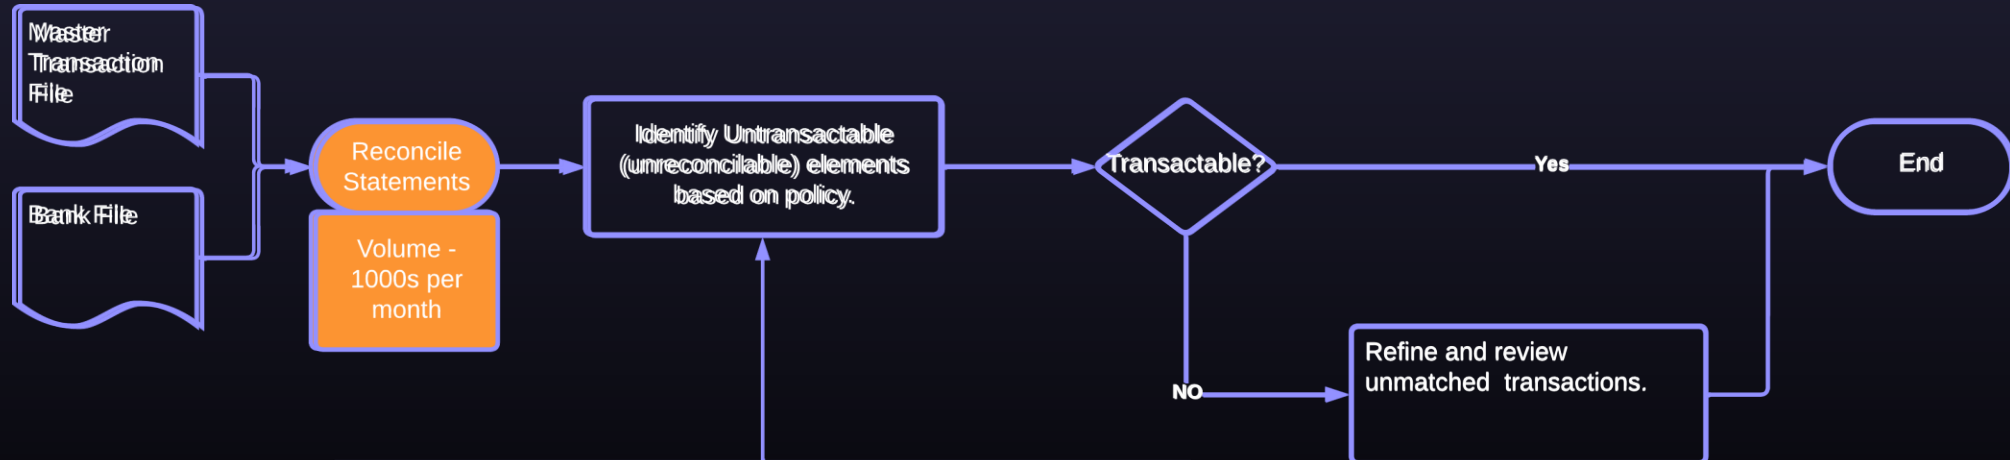 Master
Transaction
File
Bank File
Reconcile
Statements
Volume -
1000s per
month
Identify Untransactable
(unreconcilable) elements
based on policy.
Transactable?
Yes
End
NO
Refine and review
unmatched  transactions.